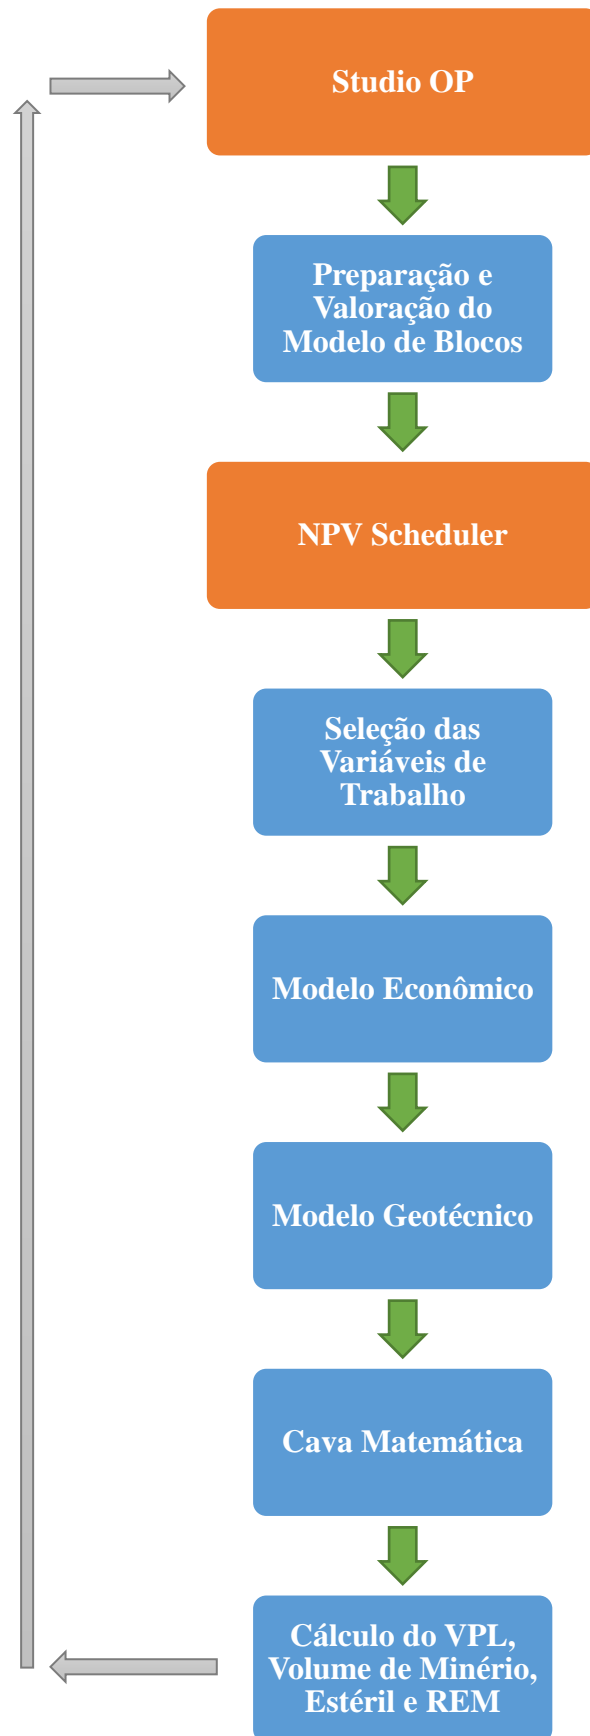 Studio OP
Preparação e
Valoração do
Modelo de Blocos
NPV Scheduler
Seleção das
Variáveis de
Trabalho
Modelo Econômico
Modelo Geotécnico
Cava Matemática
Cálculo do VPL,
Volume de Minério,
Estéril e REM